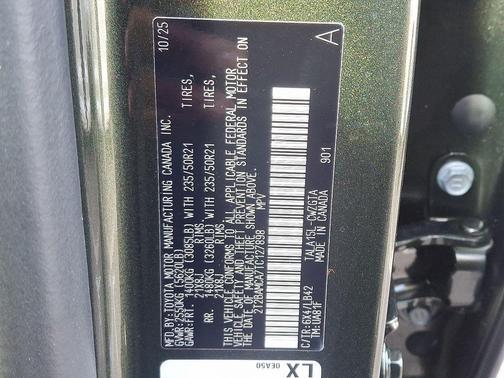 MFD.BY:TOYOTA MOTOR MANUFACTURING CANADA INC. 10/25
GVWR:2550KG (5620LB)
GAWR:FRT. 1400KG (3085LB) WITH 235/50R21 TIRES,
21X8J RIMS
RR. 1480KG (3260LB) WITH 235/50R21 TIRES,
21X8J RIMS
THIS VEHICLE CONFORMS TO ALL APPLICABLE FEDERAL MOTOR
VEHICLE SAFETY AND THEFT PREVENTION STANDARDS IN EFFECT ON
THE DATE OF MANUFACTURE SHOWN ABOVE.
2T2BAMCA7TC127898 MPV
A
C/TR:6X4/LB42 TALA15L-CWZGTA
TM:UA81F MADE IN CANADA 901
LX
0EA50